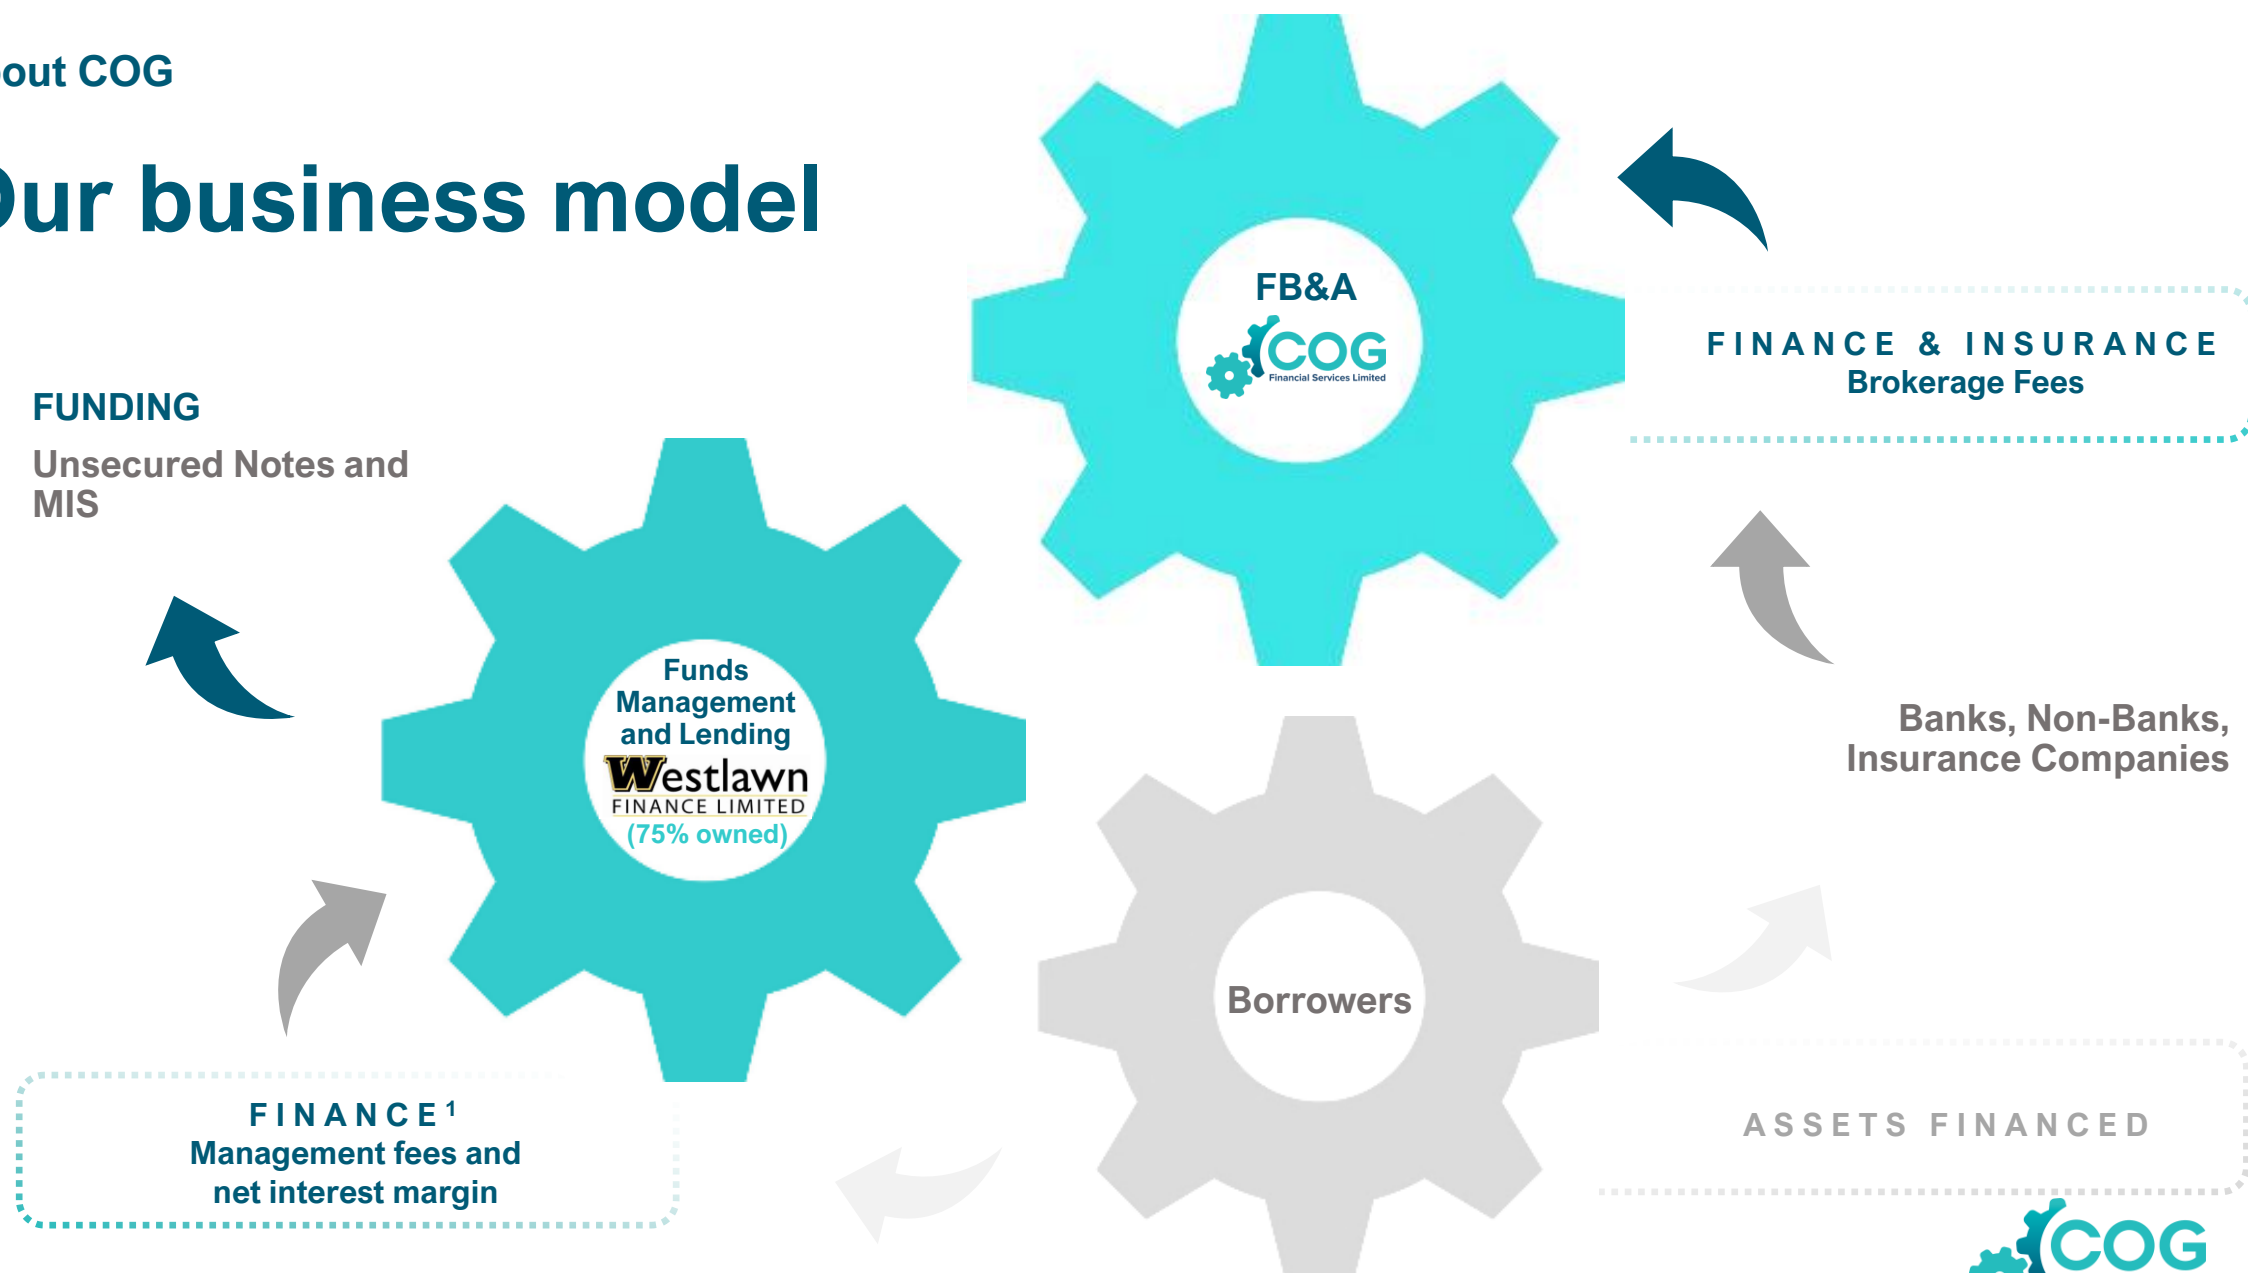 out COG
Our business model
FB&A
COG
Financial Services Limited
FINANCE & INSURANCE
Brokerage Fees
FUNDING
Unsecured Notes and
MIS
Funds
Management
and Lending
Westlawn
FINANCE LIMITED
(75% owned)
Banks, Non-Banks,
Insurance Companies
Borrowers
FINANCE¹
Management fees and
net interest margin
ASSETS FINANCED
COG